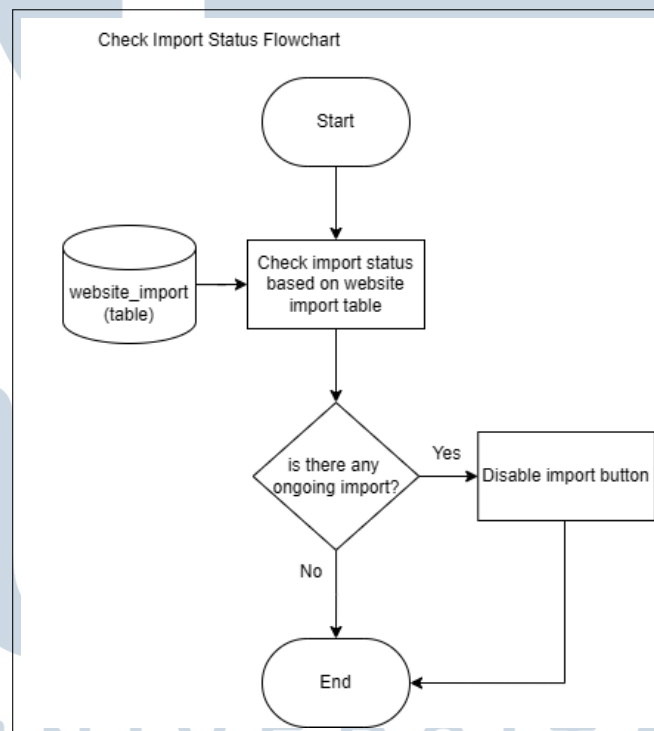 Check Import Status Flowchart
Start
website_import
(table)
Check import status
based on website
import table
is there any
ongoing import?
Yes
Disable import button
No
End